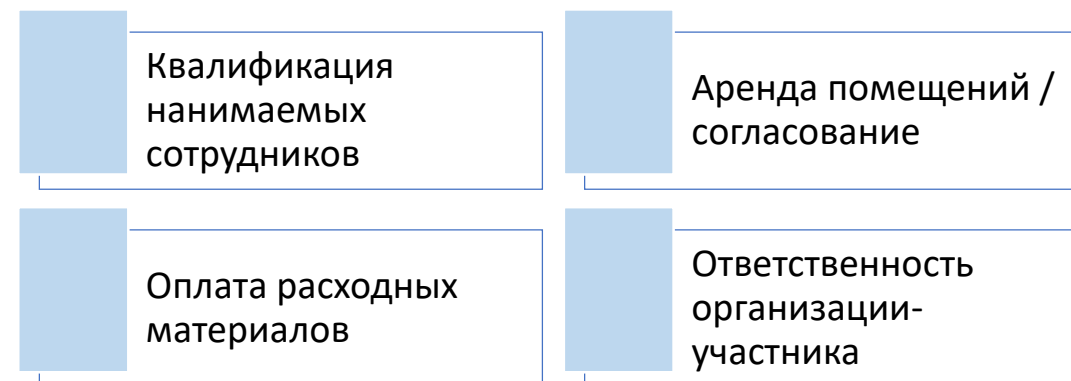 Квалификация
нанимаемых
сотрудников
Аренда помещений /
согласование
Оплата расходных
материалов
Ответственность
организации-
участника